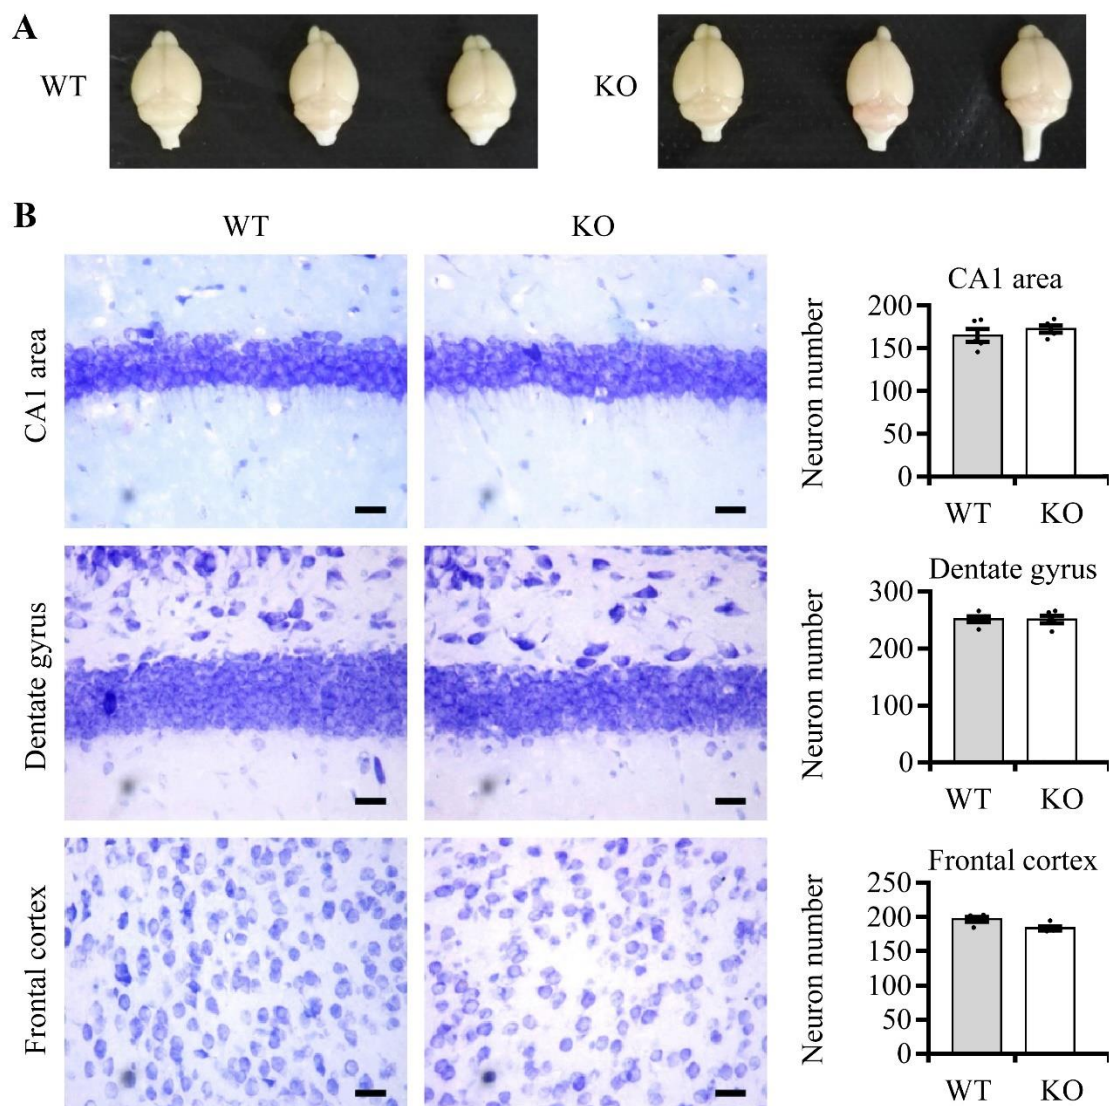 A
WT
KO
B
WT
KO
CA1 area
Dentate gyrus
Frontal cortex
CA1 area
Neuron number
200
150
100
50
0
WT
KO
Dentate gyrus
Neuron number
300
200
100
0
WT
KO
Frontal cortex
Neuron number
250
200
150
100
50
0
WT
KO